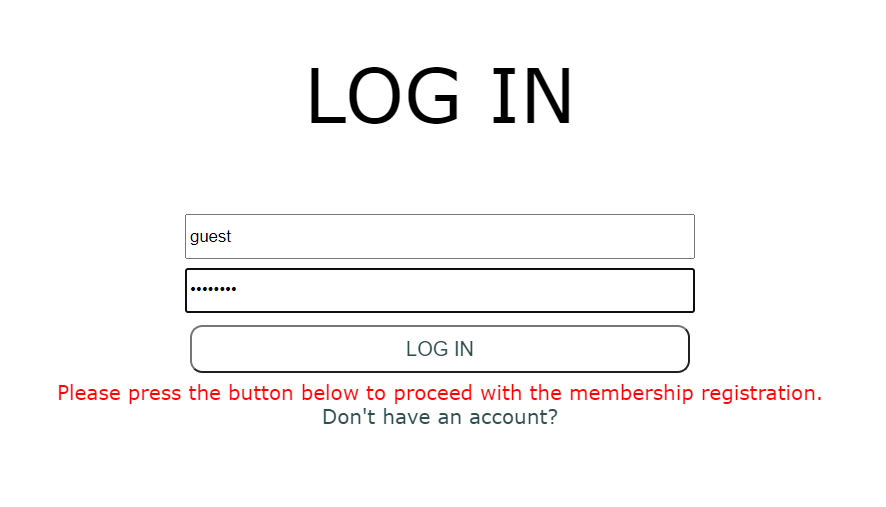 LOG IN
guest
••••••••
LOG IN
Please press the button below to proceed with the membership registration.
Don't have an account?